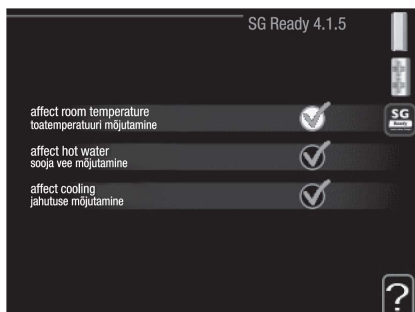 SG Ready 4.1.5
affect room temperature
toatemperatuuri mõjutamine
affect hot water
sooja vee mõjutamine
affect cooling
jahutuse mõjutamine
SG
Ready
?